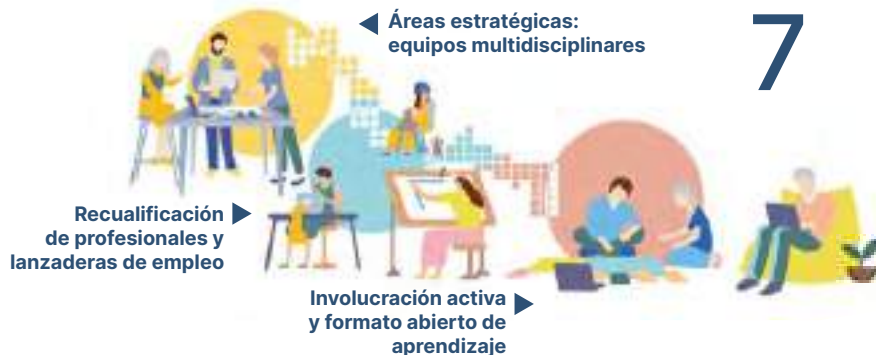 Áreas estratégicas:
equipos multidisciplinares
7
Recualificación
de profesionales y
lanzaderas de empleo
Involucración activa
y formato abierto de
aprendizaje